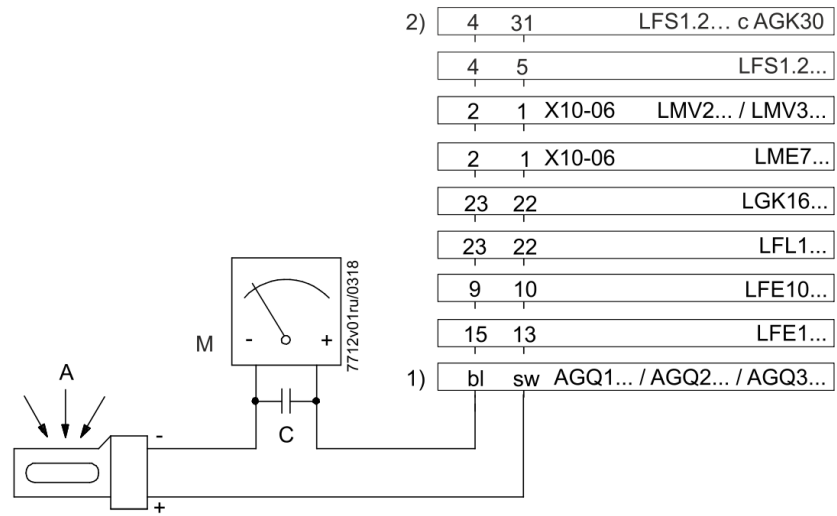 2) 4 31 LFS1.2... c AGK30
4 5 LFS1.2...
2 1 X10-06 LMV2... / LMV3...
2 1 X10-06 LME7...
23 22 LGK16...
23 22 LFL1...
9 10 LFE10...
15 13 LFE1...
1) bl sw AGQ1... / AGQ2... / AGQ3...
M - +
7712v01ru/0318
C
A
-
+